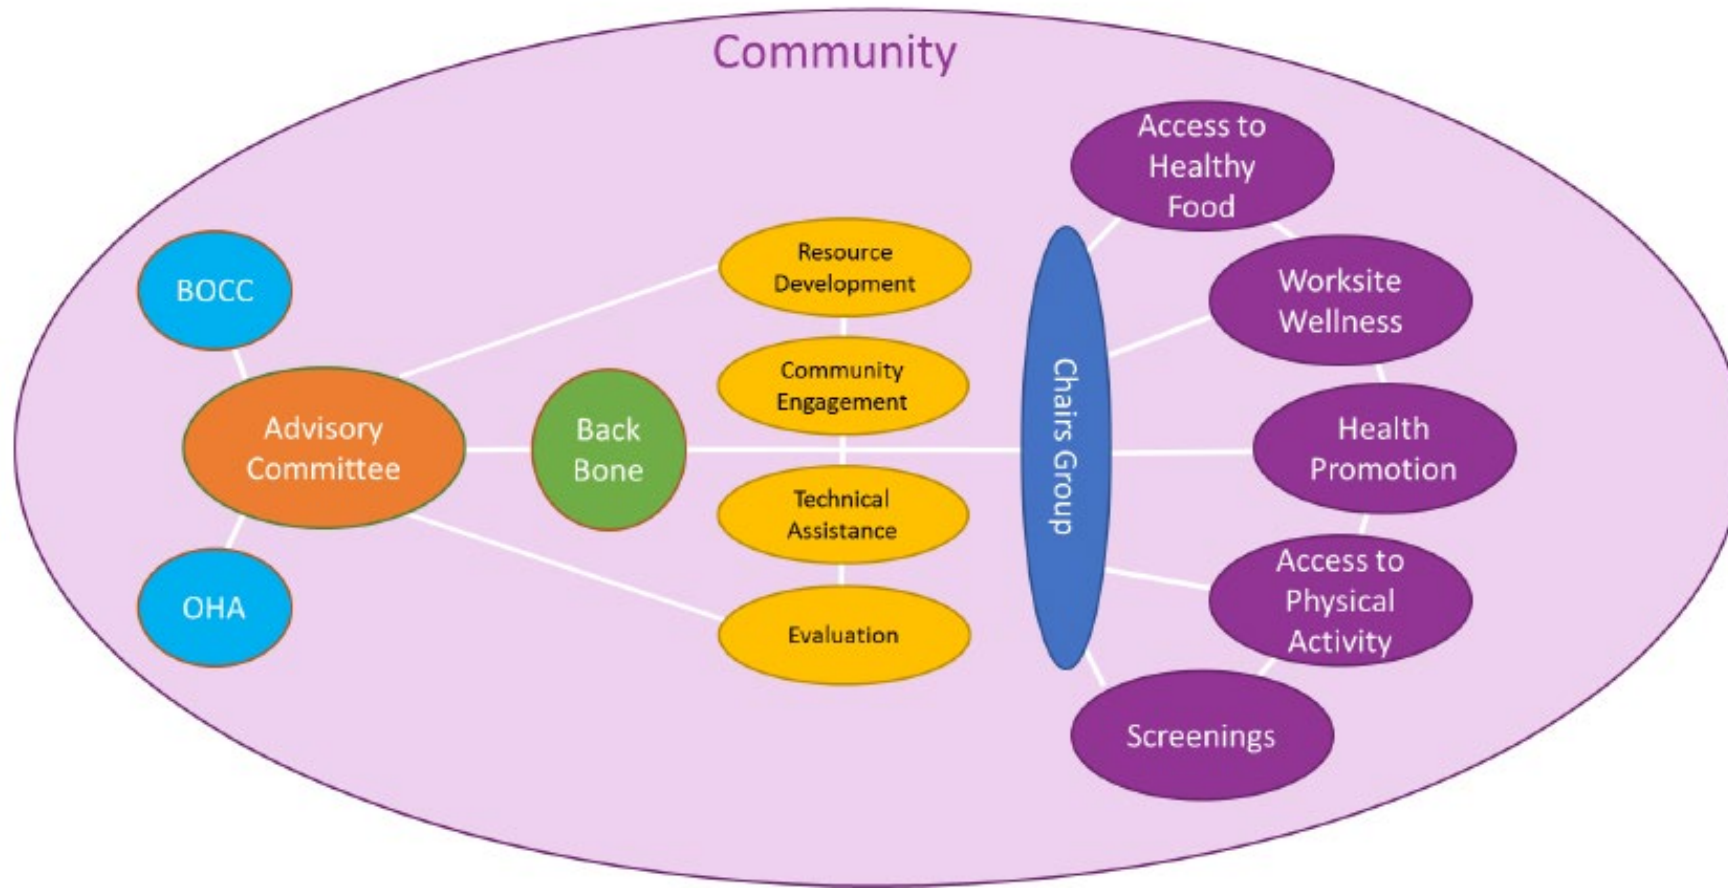 Community
BOCC
OHA
Advisory
Committee
Back
Bone
Resource
Development
Community
Engagement
Technical
Assistance
Evaluation
Chairs Group
Access to
Healthy
Food
Worksite
Wellness
Health
Promotion
Access to
Physical
Activity
Screenings